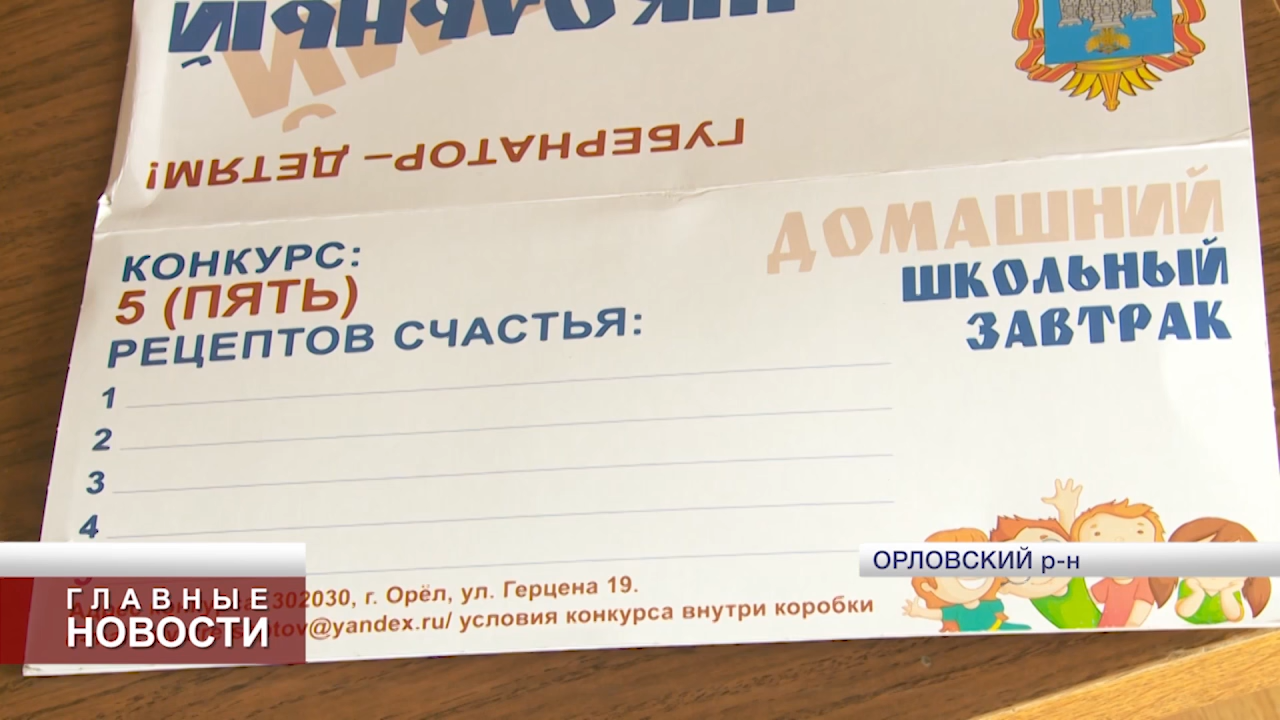 ГУБЕРНАТОР– ДЕТЯМ!
ДОМАШНИЙ
ШКОЛЬНЫЙ
ЗАВТРАК
КОНКУРС:
5 (ПЯТЬ)
РЕЦЕПТОВ СЧАСТЬЯ:
1
2
3
4
302030, г. Орёл, ул. Герцена 19.
@yandex.ru/ условия конкурса внутри коробки
ОРЛОВСКИЙ р-н
ГЛАВНЫЕ
НОВОСТИ